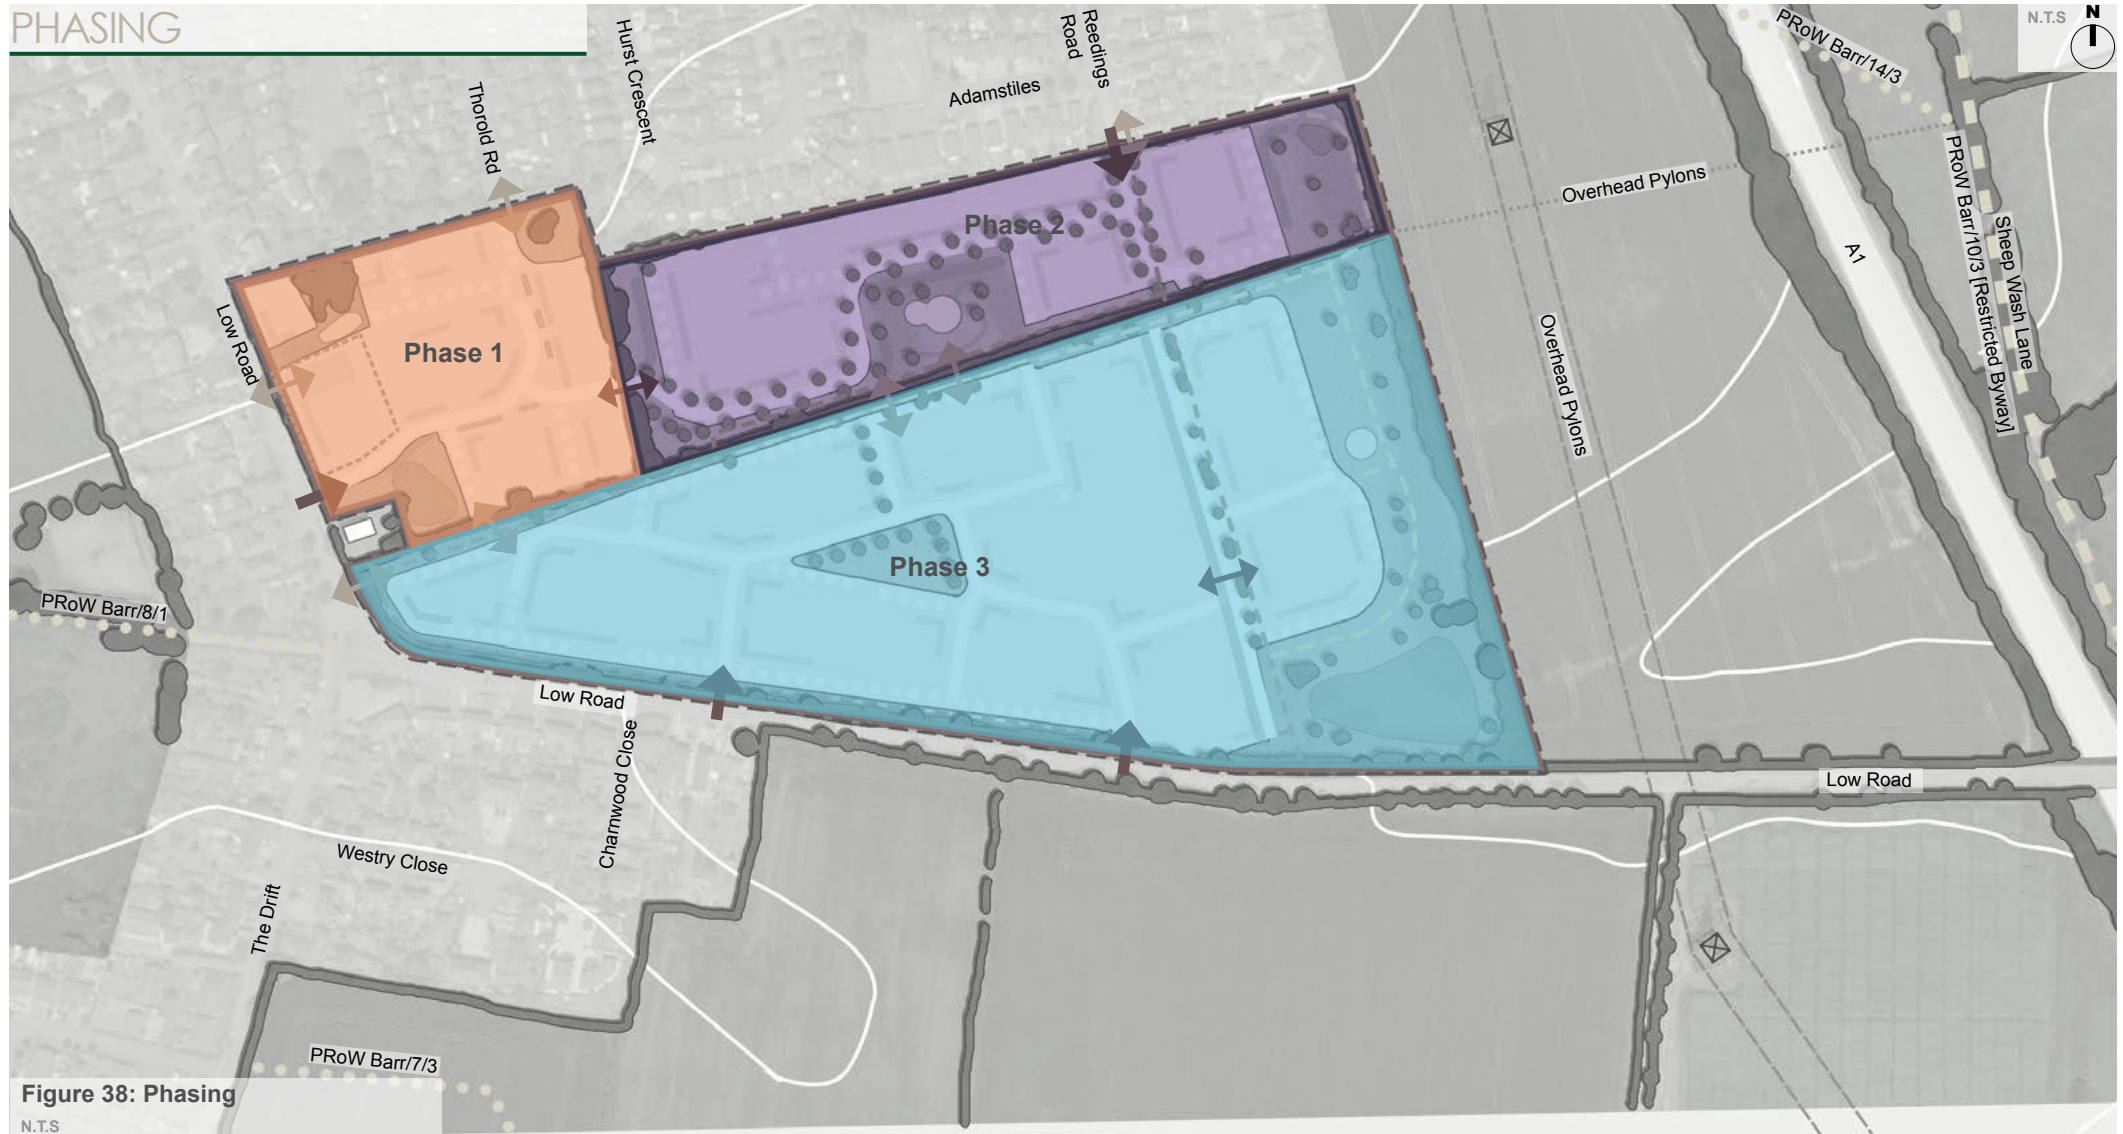 PHASING
N.T.S
N
Thorold Rd
Hurst Crescent
Adamstiles
Reedings
Road
PRoW Barr/14/3
Overhead Pylons
PRoW Barr/10/3 [Restricted Byway]
Sheep Wash Lane
A1
Phase 2
Low Road
Phase 1
Overhead Pylons
Phase 3
PRoW Barr/8/1
Low Road
Charnwood Close
Low Road
Westry Close
The Drift
PRoW Barr/7/3
Figure 38: Phasing
N.T.S